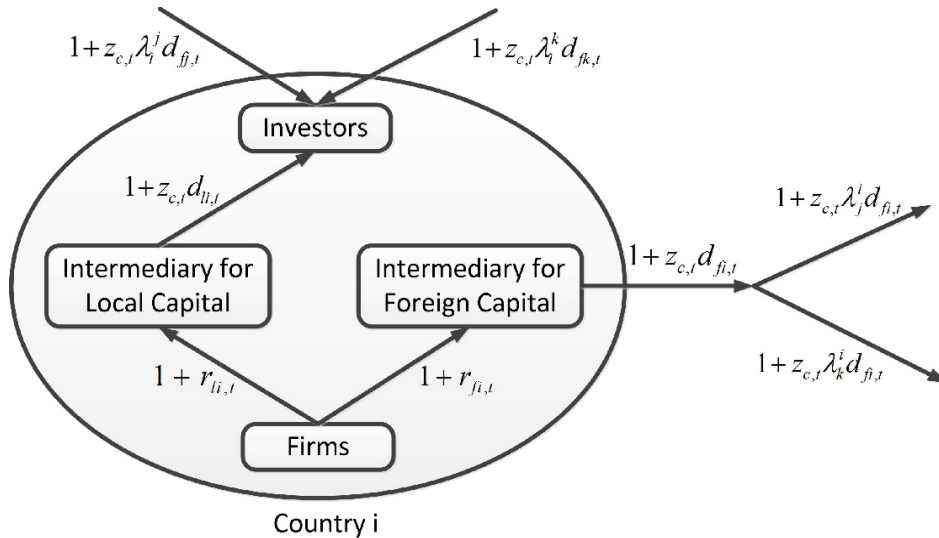 1+z_{c,t}λ_i^j d_{fj,t}
1+z_{c,t}λ_i^k d_{fk,t}
Investors
1+z_{c,t}d_{li,t}
1+z_{c,t}λ_j^i d_{fi,t}
Intermediary for
Local Capital
Intermediary for
Foreign Capital
1+z_{c,t}d_{fi,t}
1+z_{c,t}λ_k^i d_{fi,t}
1+r_{li,t}
1+r_{fi,t}
Firms
Country i